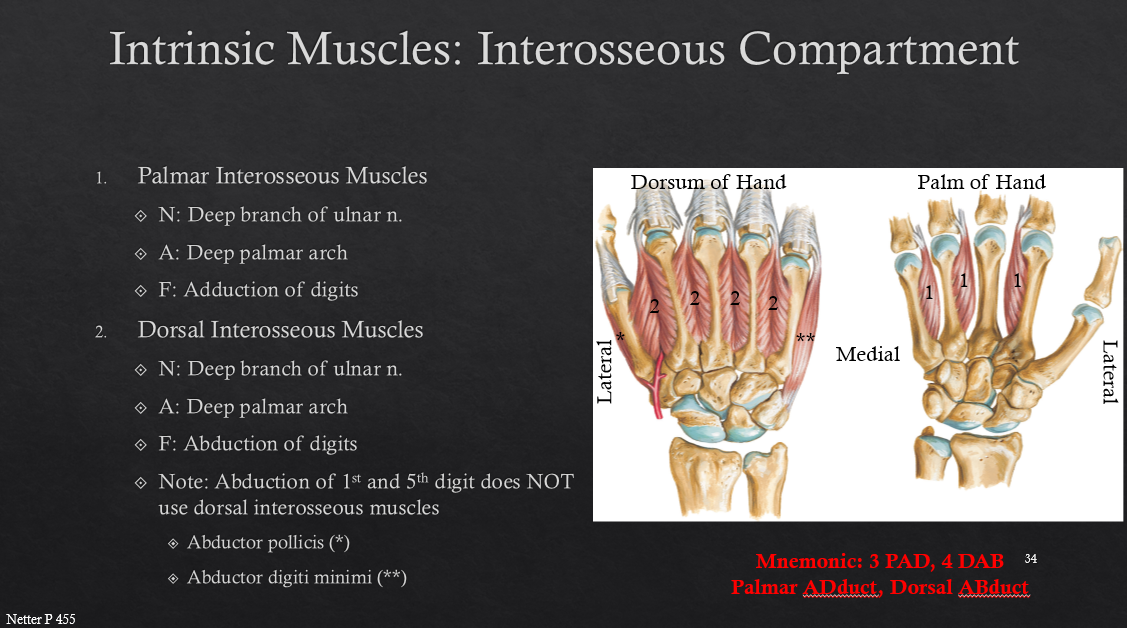 Intrinsic Muscles: Interosseous Compartment
1. Palmar Interosseous Muscles
N: Deep branch of ulnar n.
A: Deep palmar arch
F: Adduction of digits
2. Dorsal Interosseous Muscles
N: Deep branch of ulnar n.
A: Deep palmar arch
F: Abduction of digits
Note: Abduction of 1st and 5th digit does NOT
use dorsal interosseous muscles
Abductor pollicis (*)
Abductor digiti minimi (**)
Dorsum of Hand
2 2 2 2
*
**
Lateral
Palm of Hand
1 1 1
Medial
Lateral
Mnemonic: 3 PAD, 4 DAB
Palmar ADduct, Dorsal ABduct
34
Netter P 455